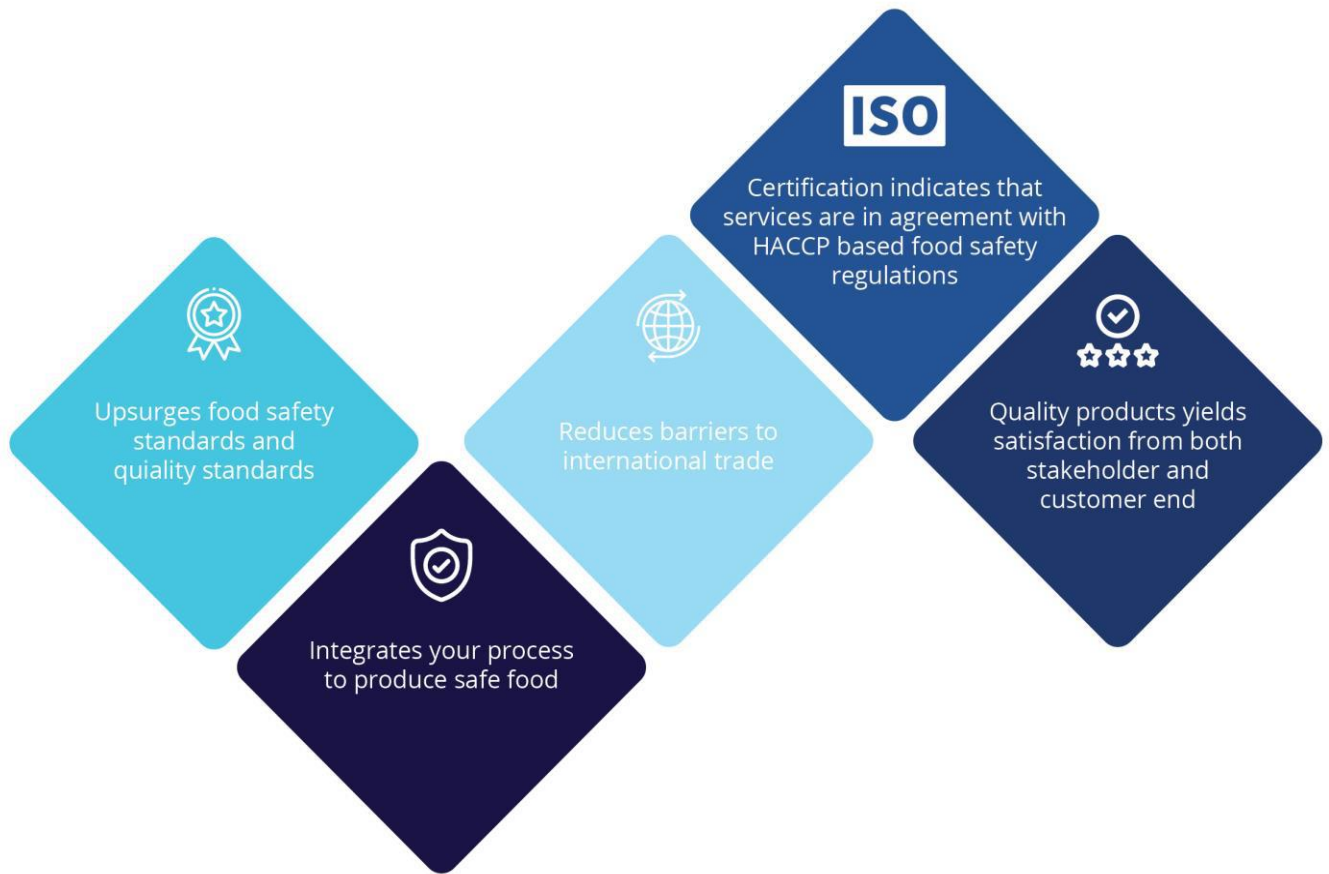 Upsurges food safety
standards and
quiality standards
Integrates your process
to produce safe food
Reduces barriers to
international trade
ISO
Certification indicates that
services are in agreement with
HACCP based food safety
regulations
Quality products yields
satisfaction from both
stakeholder and
customer end